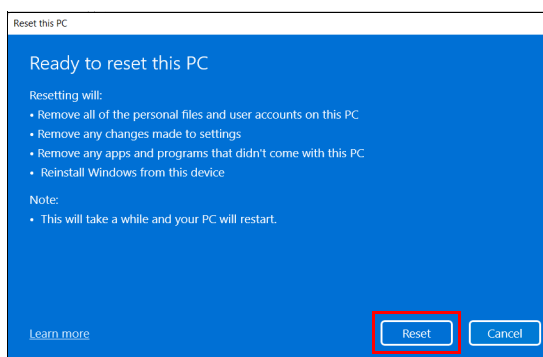 Reset this PC
Ready to reset this PC
Resetting will:
• Remove all of the personal files and user accounts on this PC
• Remove any changes made to settings
• Remove any apps and programs that didn't come with this PC
• Reinstall Windows from this device
Note:
• This will take a while and your PC will restart.
Learn more
Reset
Cancel